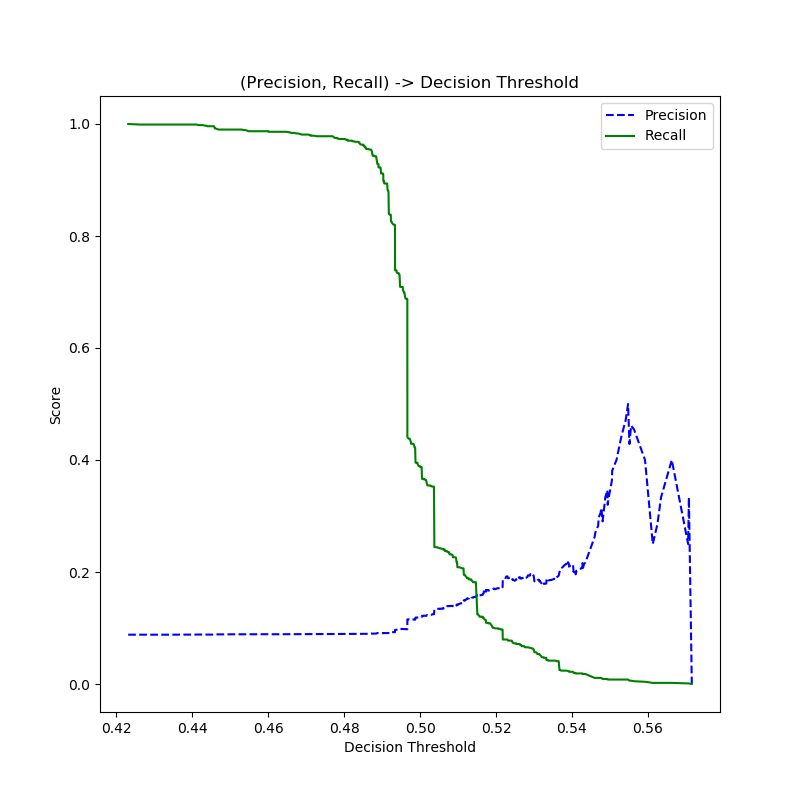 (Precision, Recall) -> Decision Threshold
Precision
Recall
1.0
0.8
0.6
0.4
0.2
0.0
Score
0.42 0.44 0.46 0.48 0.50 0.52 0.54 0.56
Decision Threshold